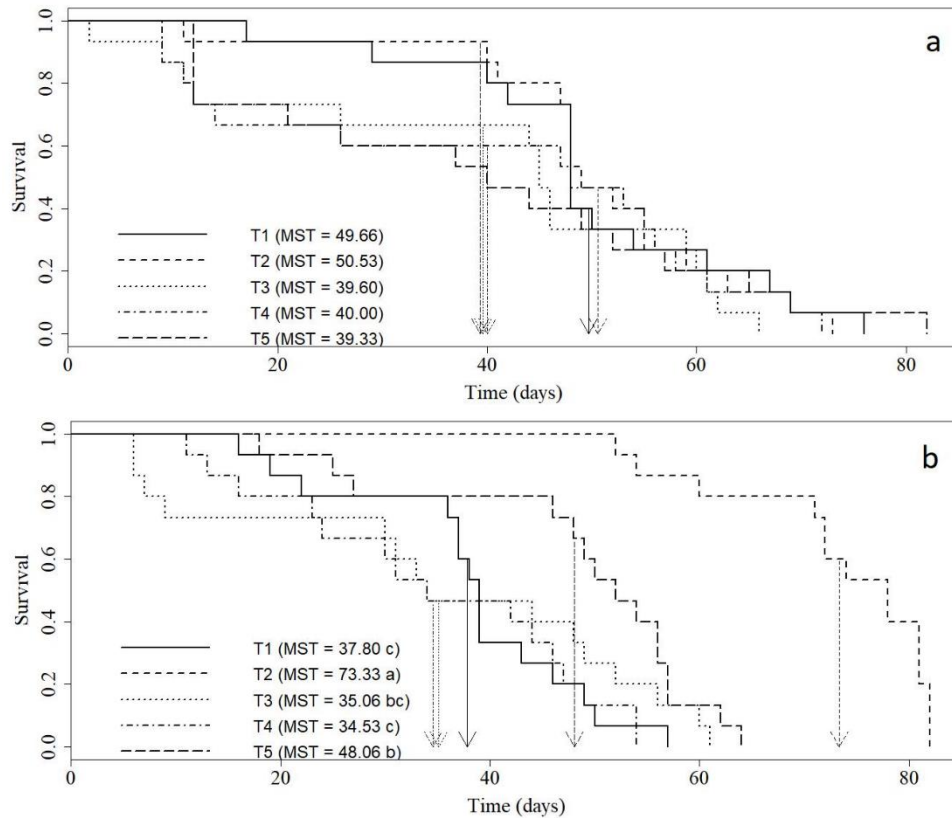 a
1.0
0.8
0.6
0.4
0.2
0.0
Survival
T1 (MST = 49.66)
T2 (MST = 50.53)
T3 (MST = 39.60)
T4 (MST = 40.00)
T5 (MST = 39.33)
0 20 40 60 80
Time (days)
b
1.0
0.8
0.6
0.4
0.2
0.0
Survival
T1 (MST = 37.80 c)
T2 (MST = 73.33 a)
T3 (MST = 35.06 bc)
T4 (MST = 34.53 c)
T5 (MST = 48.06 b)
0 20 40 60 80
Time (days)